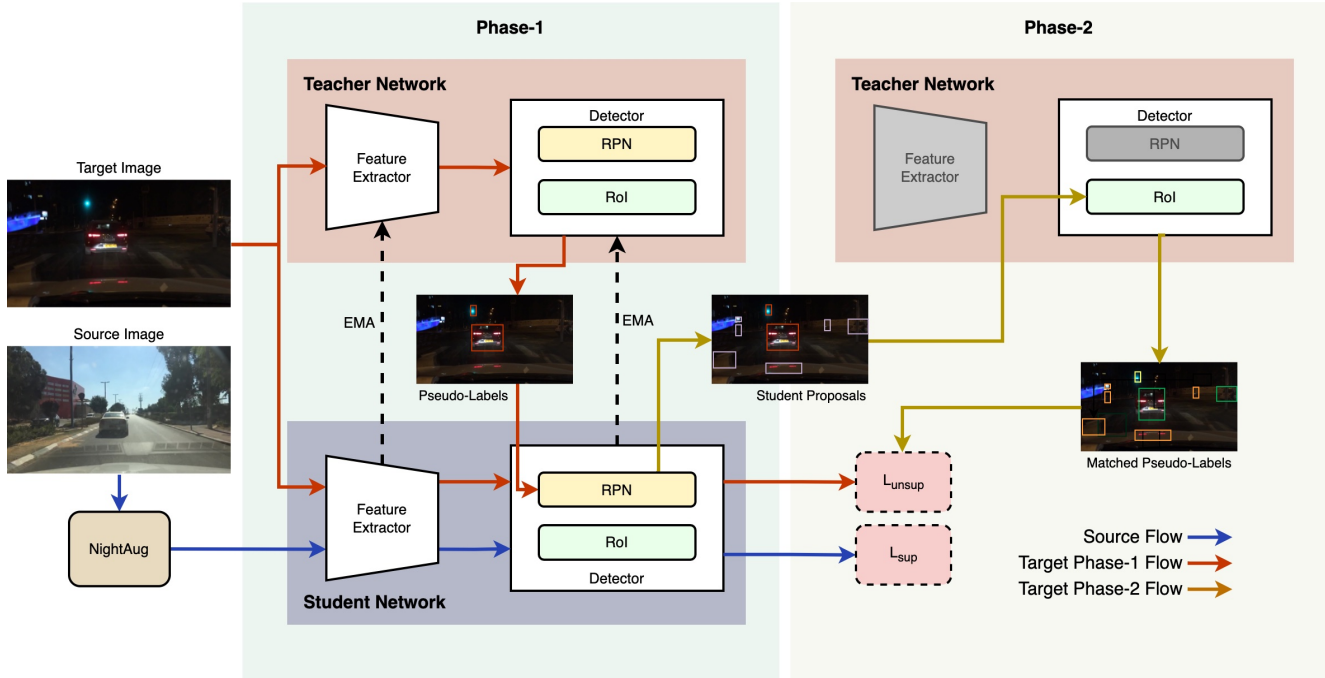 Phase-1
Phase-2
Teacher Network
Feature
Extractor
Detector
RPN
RoI
Teacher Network
Feature
Extractor
Detector
RPN
RoI
Target Image
Source Image
NightAug
EMA
EMA
Pseudo-Labels
Student Proposals
Matched Pseudo-Labels
Feature
Extractor
RPN
RoI
Detector
Student Network
Lunsup
Lsup
Source Flow
Target Phase-1 Flow
Target Phase-2 Flow